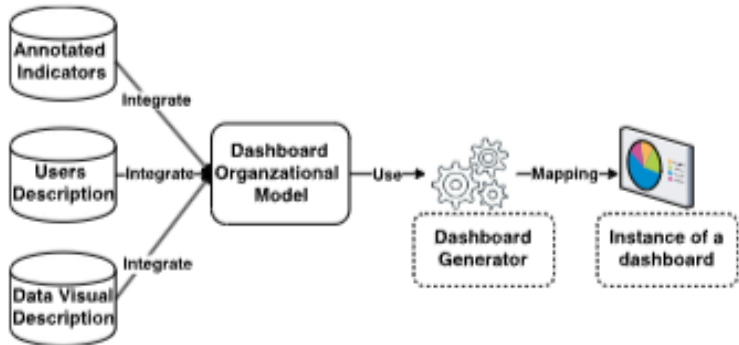 Annotated
Indicators
Integrate
Users
Description
Integrate
Data Visual
Description
Integrate
Dashboard
Organzational
Model
Use
Dashboard
Generator
Mapping
Instance of a
dashboard